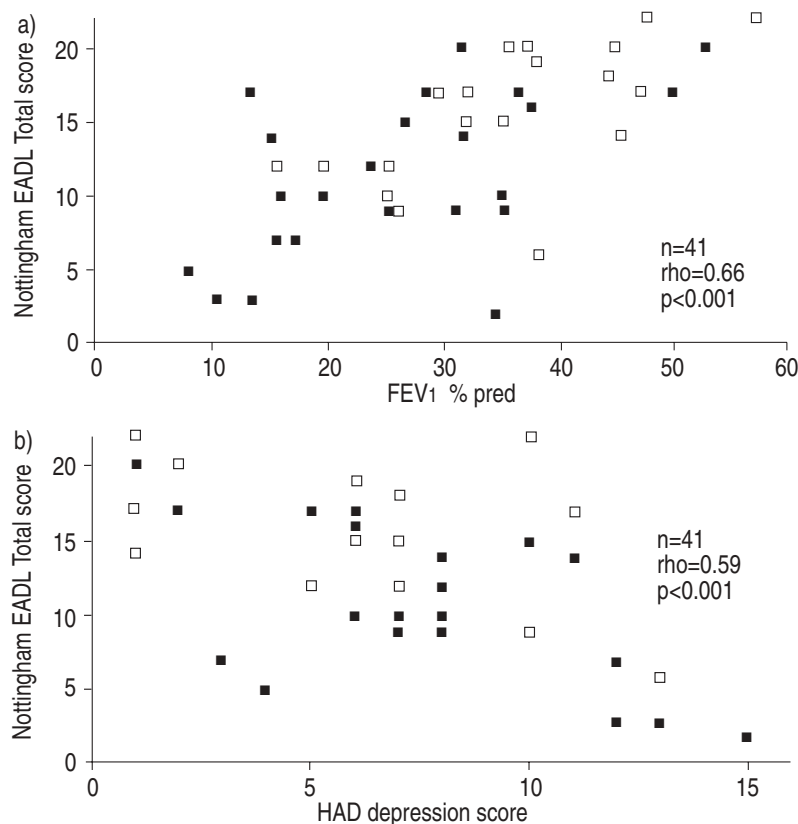 a)
Nottingham EADL Total score
20
15
10
5
0
n=41
rho=0.66
p<0.001
0 10 20 30 40 50 60
FEV1 % pred
b)
Nottingham EADL Total score
20
15
10
5
0
n=41
rho=0.59
p<0.001
0 5 10 15
HAD depression score